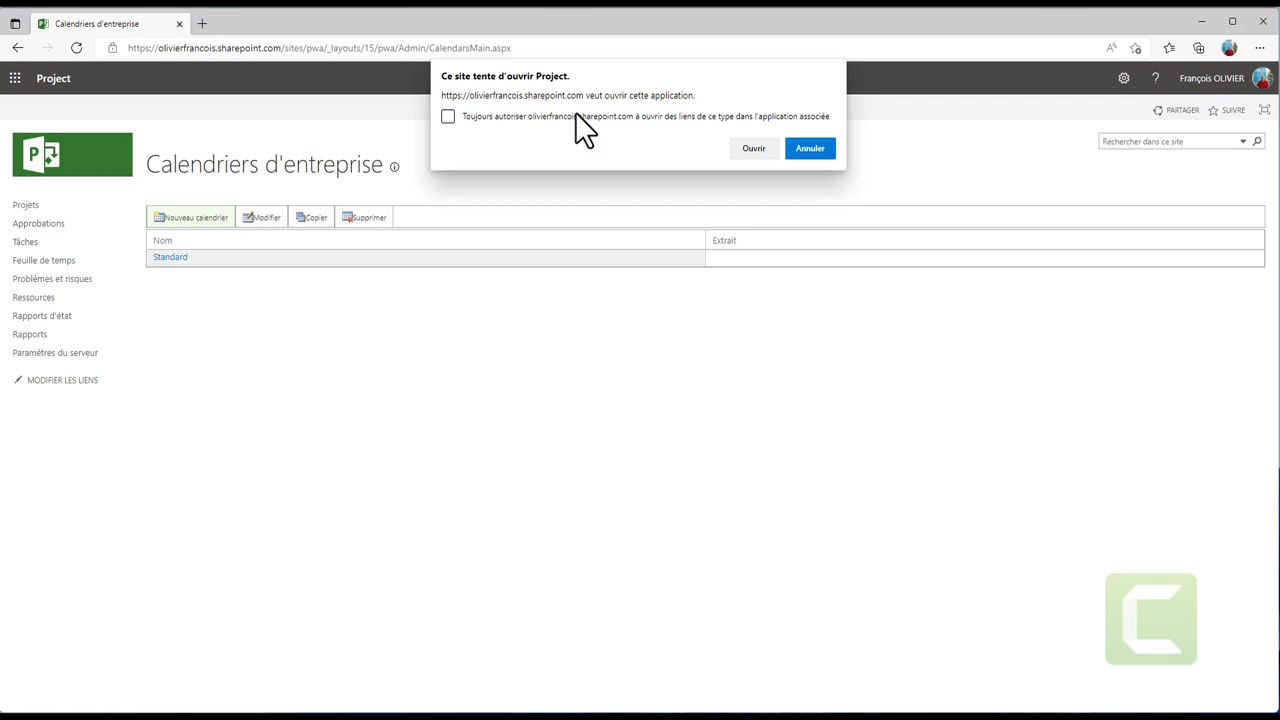 Calendriers d'entreprise
https://olivierfrancois.sharepoint.com/sites/pwa/_layouts/15/pwa/Admin/CalendarsMain.aspx
Project
François OLIVIER
Ce site tente d'ouvrir Project.
https://olivierfrancois.sharepoint.com veut ouvrir cette application.
Toujours autoriser olivierfrancois.sharepoint.com à ouvrir des liens de ce type dans l'application associée
Ouvrir
Annuler
PARTAGER
SUIVRE
Rechercher dans ce site
Calendriers d'entreprise
Projets
Approbations
Tâches
Feuille de temps
Problèmes et risques
Ressources
Rapports d'état
Rapports
Paramètres du serveur
MODIFIER LES LIENS
Nouveau calendrier
Modifier
Copier
Supprimer
Nom
Extrait
Standard